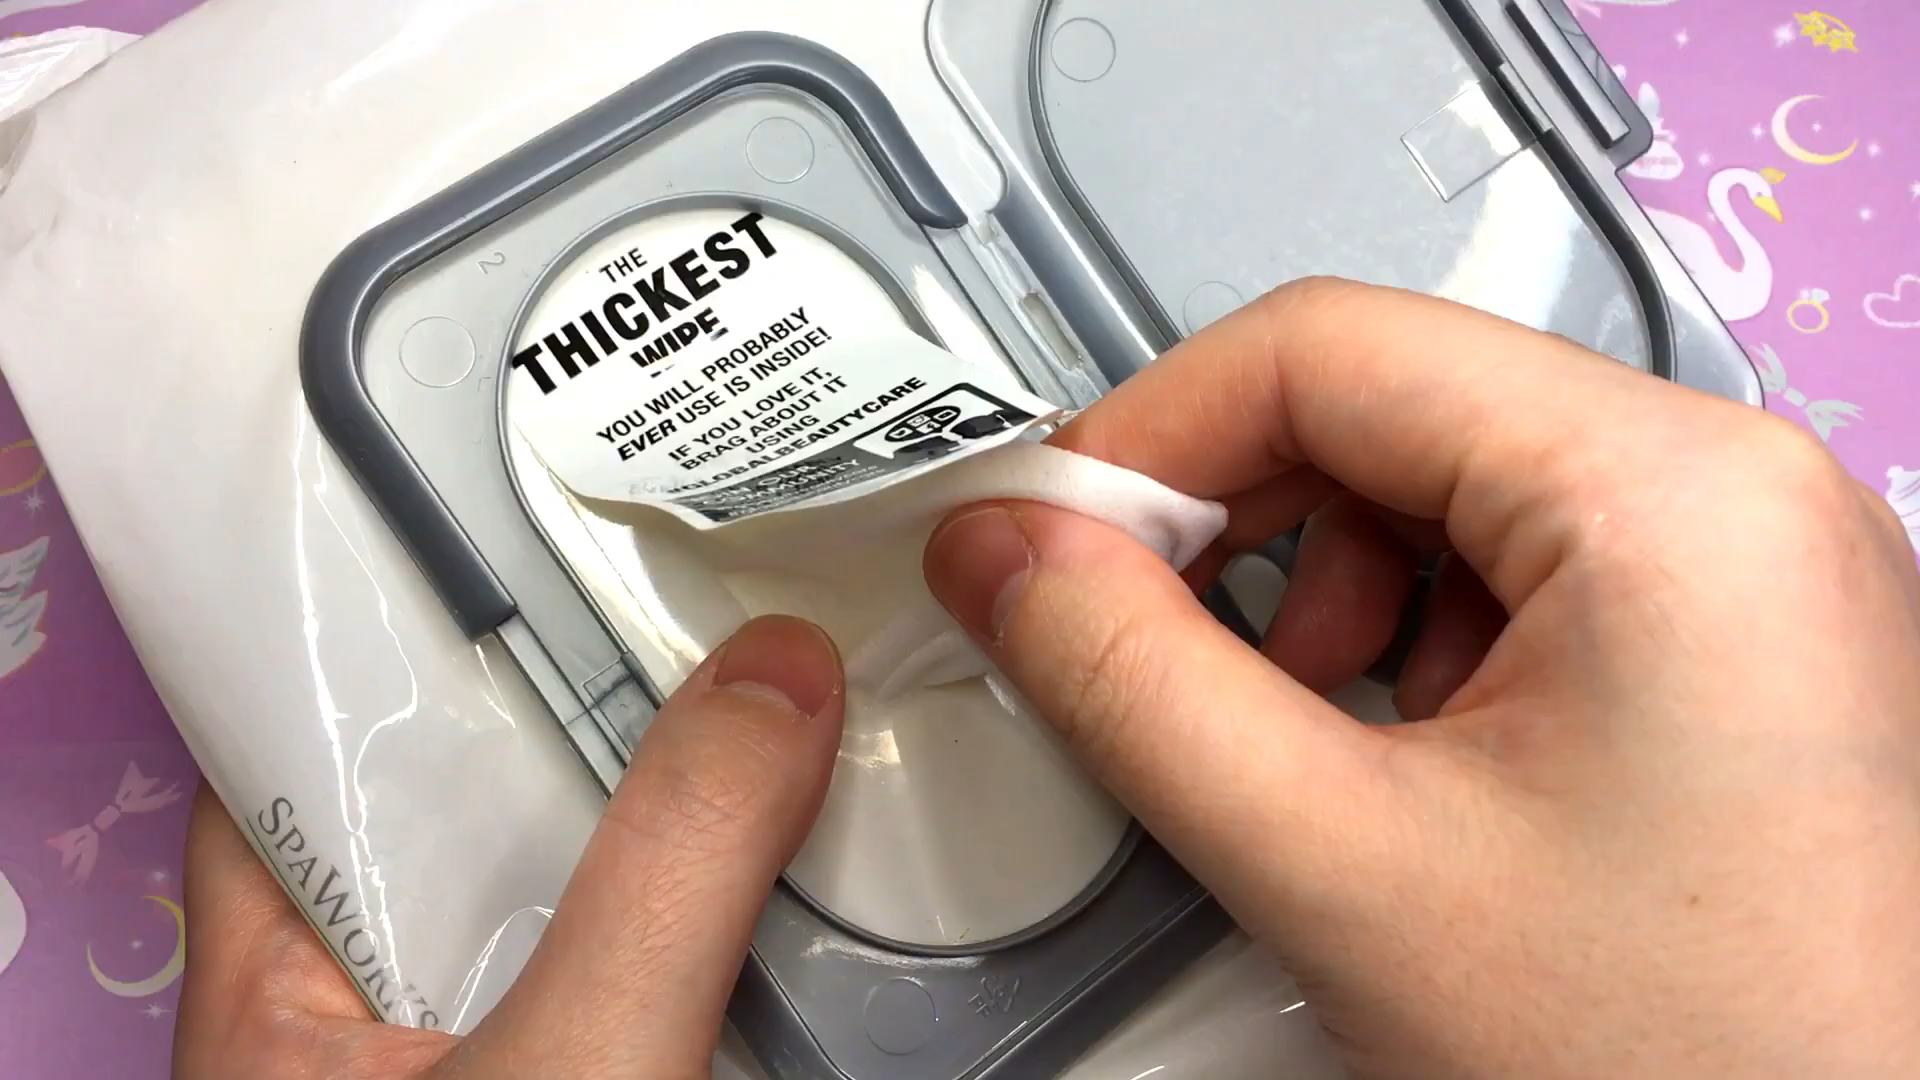 THE
THICKEST
WIPE
YOU WILL PROBABLY
EVER USE IS INSIDE!
IF YOU LOVE IT,
BRAG ABOUT IT
USING
GLOBALBEAUTYCARE
SPAWORKS
2